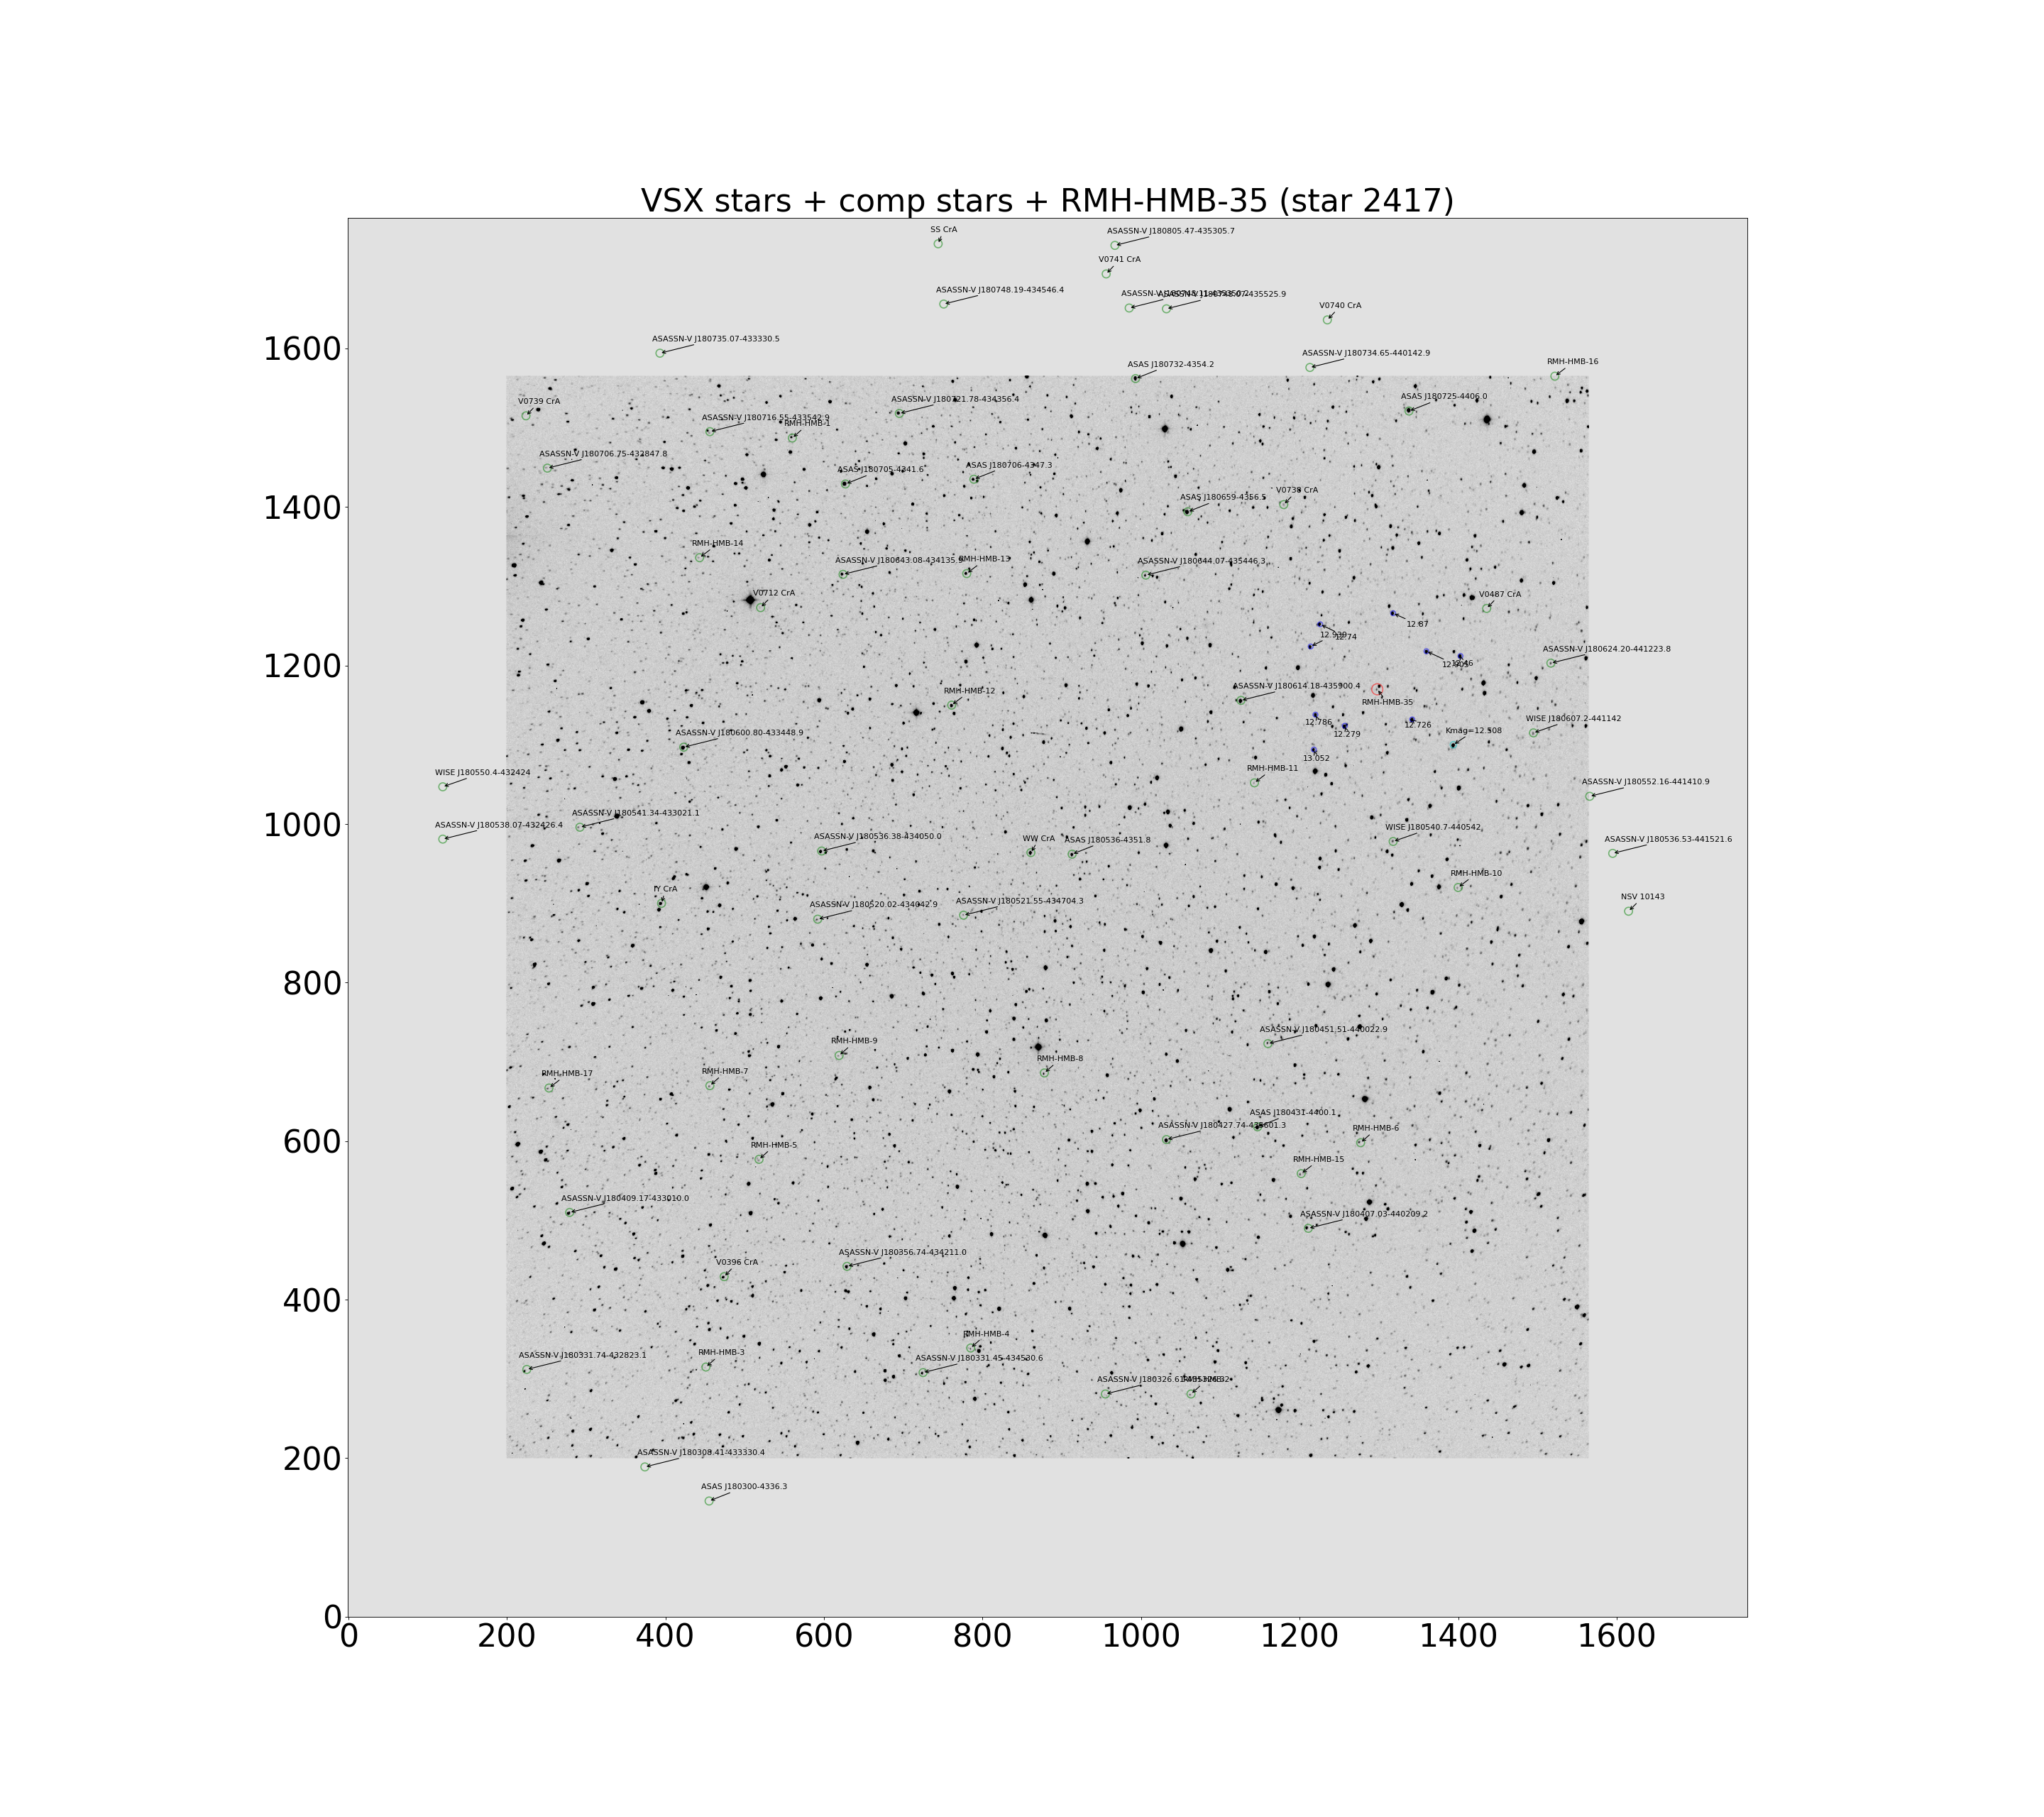 VSX stars + comp stars + RMH-HMB-35 (star 2417)
SS CrA
ASASSN-V J180805.47-435305.7
V0741 CrA
ASASSN-V J180748.19-434546.4
V0740 CrA
ASASSN-V J180735.07-433330.5
1600
ASASSN-V J180734.65-440142.9
RMH-HMB-16
ASAS J180732-4354.2
V0739 CrA
ASASSN-V J180721.78-434356.4
ASAS J180725-4406.0
ASASSN-V J180716.55-433542.9
RMH-HMB-1
ASASSN-V J180706.75-432847.8
ASAS J180705-4341.6
ASAS J180706-4347.3
ASAS J180659-4356.5
V0738 CrA
1400
RMH-HMB-14
ASASSN-V J180643.08-434135.9
RMH-HMB-13
ASASSN-V J180644.07-435446.3
V0712 CrA
V0487 CrA
12.87
12.939
12.74
1200
12.46
ASASSN-V J180624.20-441223.8
RMH-HMB-12
ASASSN-V J180614.18-435900.4
RMH-HMB-35
12.786
12.726
WISE J180607.2-441142
ASASSN-V J180600.80-433448.9
12.279
Kmag=12.508
13.052
WISE J180550.4-432424
RMH-HMB-11
ASASSN-V J180552.16-441410.9
1000
ASASSN-V J180541.34-433021.1
ASASSN-V J180538.07-432426.4
ASASSN-V J180536.38-434050.0
WW CrA
ASAS J180536-4351.8
WISE J180540.7-440542
ASASSN-V J180536.53-441521.6
RMH-HMB-10
IY CrA
ASASSN-V J180520.02-434042.9
ASASSN-V J180521.55-434704.3
NSV 10143
800
RMH-HMB-9
ASASSN-V J180451.51-440022.9
RMH-HMB-8
RMH-HMB-17
RMH-HMB-7
600
ASAS J180431-4400.1
ASASSN-V J180427.74-435601.3
RMH-HMB-6
RMH-HMB-5
RMH-HMB-15
ASASSN-V J180409.17-433010.0
ASASSN-V J180407.03-440209.2
V0396 CrA
ASASSN-V J180356.74-434211.0
400
RMH-HMB-4
ASASSN-V J180331.74-432823.1
RMH-HMB-3
ASASSN-V J180331.45-434530.6
200
ASASSN-V J180308.41-433330.4
ASAS J180300-4336.3
0
0 200 400 600 800 1000 1200 1400 1600